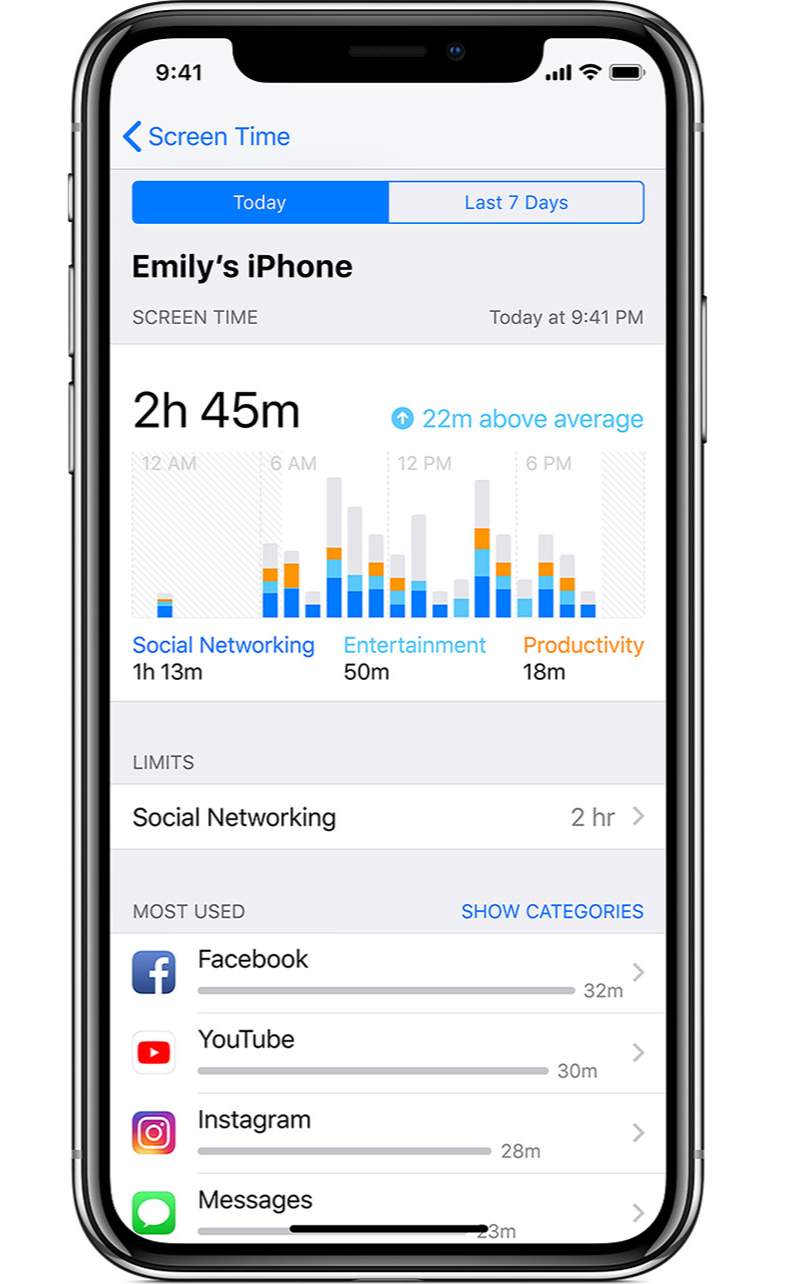 9:41
Screen Time
Today Last 7 Days
Emily’s iPhone
SCREEN TIME Today at 9:41 PM
2h 45m 22m above average
12 AM 6 AM 12 PM 6 PM
Social Networking Entertainment Productivity
1h 13m 50m 18m
LIMITS
Social Networking 2 hr
MOST USED SHOW CATEGORIES
Facebook
32m
YouTube
30m
Instagram
28m
Messages
23m